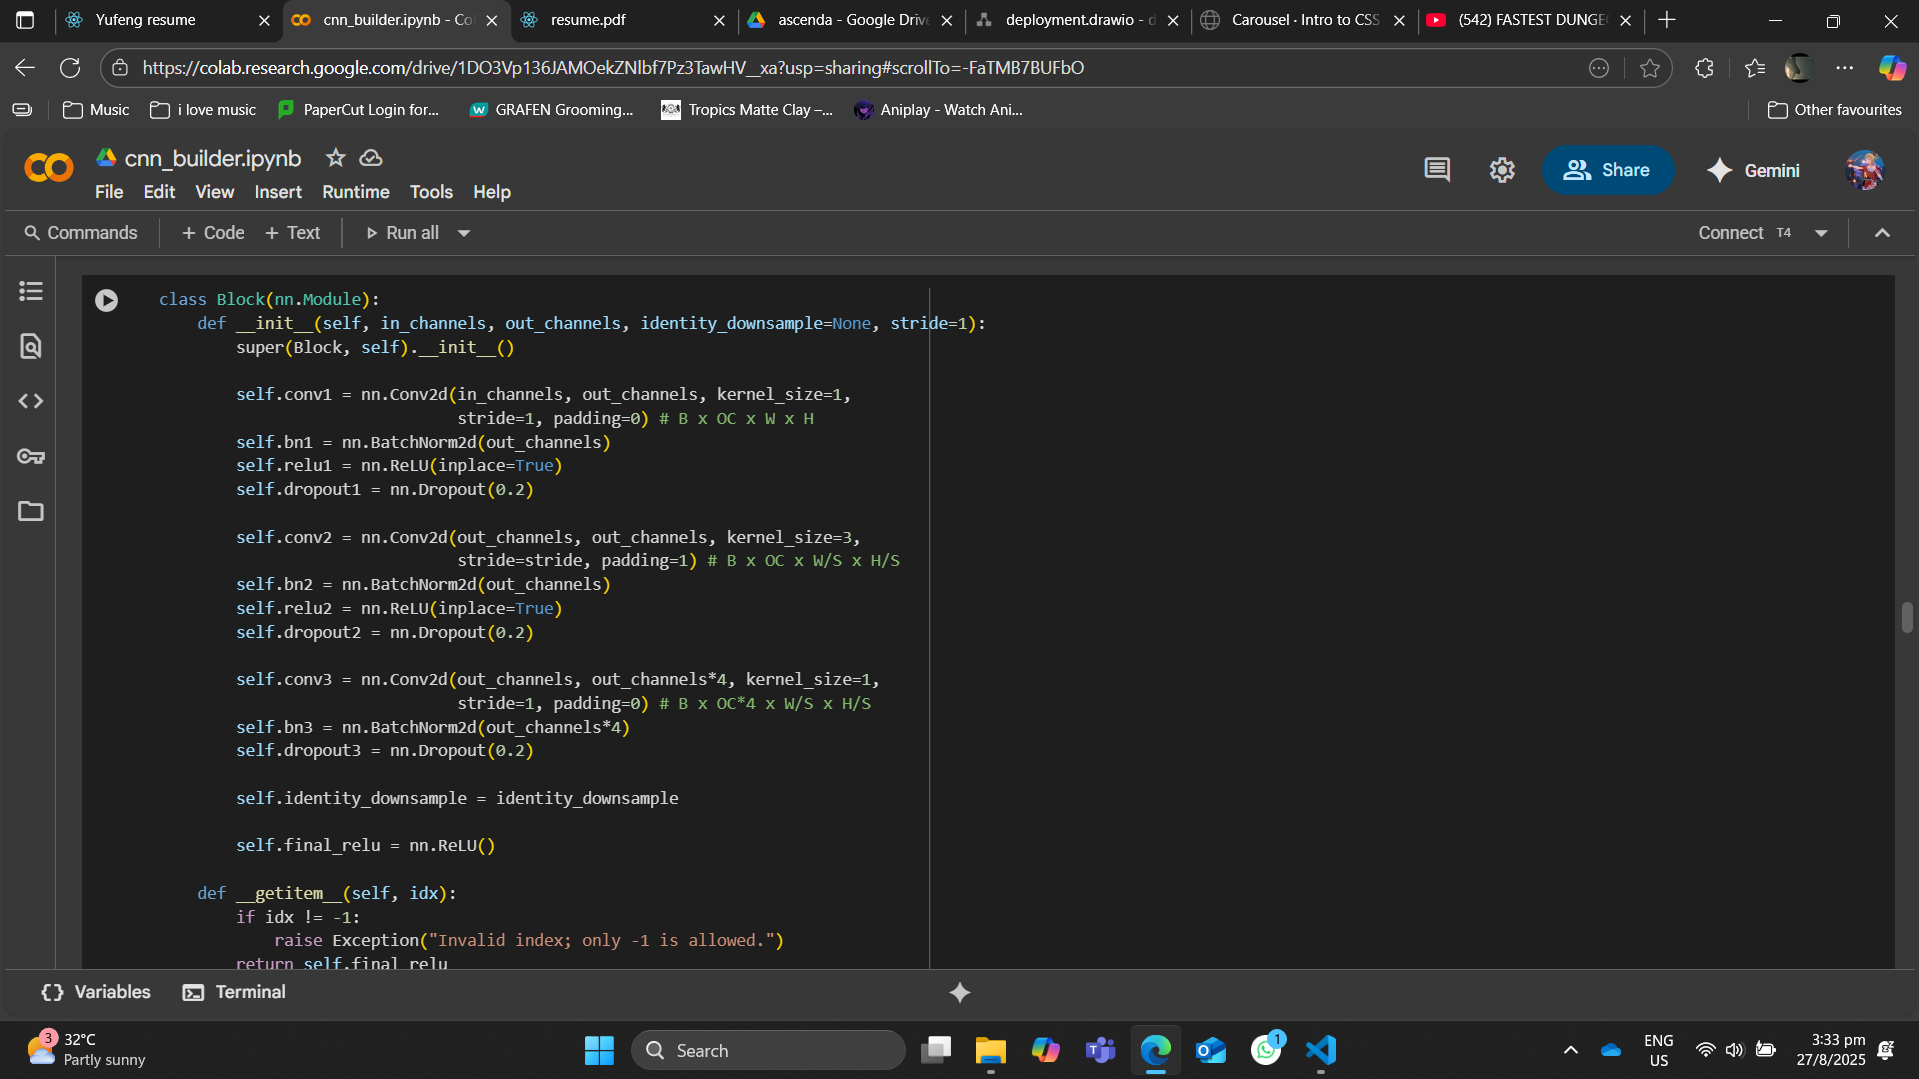 Yufeng resume
cnn_builder.ipynb - Co
resume.pdf
ascenda - Google Drive
deployment.drawio - d
Carousel · Intro to CSS
(542) FASTEST DUNGE
https://colab.research.google.com/drive/1DO3Vp136JAMOekZNlbf7Pz3TawHV__xa?usp=sharing#scrollTo=-FaTMB7BUFbO
Music
i love music
PaperCut Login for...
GRAFEN Grooming...
Tropics Matte Clay –...
Aniplay - Watch Ani...
Other favourites
cnn_builder.ipynb
File Edit View Insert Runtime Tools Help
Share
Gemini
Commands
+ Code + Text
Run all
Connect T4
class Block(nn.Module):
    def __init__(self, in_channels, out_channels, identity_downsample=None, stride=1):
        super(Block, self).__init__()
        self.conv1 = nn.Conv2d(in_channels, out_channels, kernel_size=1,
                               stride=1, padding=0) # B x OC x W x H
        self.bn1 = nn.BatchNorm2d(out_channels)
        self.relu1 = nn.ReLU(inplace=True)
        self.dropout1 = nn.Dropout(0.2)
        self.conv2 = nn.Conv2d(out_channels, out_channels, kernel_size=3,
                               stride=stride, padding=1) # B x OC x W/S x H/S
        self.bn2 = nn.BatchNorm2d(out_channels)
        self.relu2 = nn.ReLU(inplace=True)
        self.dropout2 = nn.Dropout(0.2)
        self.conv3 = nn.Conv2d(out_channels, out_channels*4, kernel_size=1,
                               stride=1, padding=0) # B x OC*4 x W/S x H/S
        self.bn3 = nn.BatchNorm2d(out_channels*4)
        self.dropout3 = nn.Dropout(0.2)
        self.identity_downsample = identity_downsample
        self.final_relu = nn.ReLU()
    def __getitem__(self, idx):
        if idx != -1:
            raise Exception("Invalid index; only -1 is allowed.")
        return self.final_relu
Variables
Terminal
3
32°C
Partly sunny
Search
1
ENG
US
3:33 pm
27/8/2025